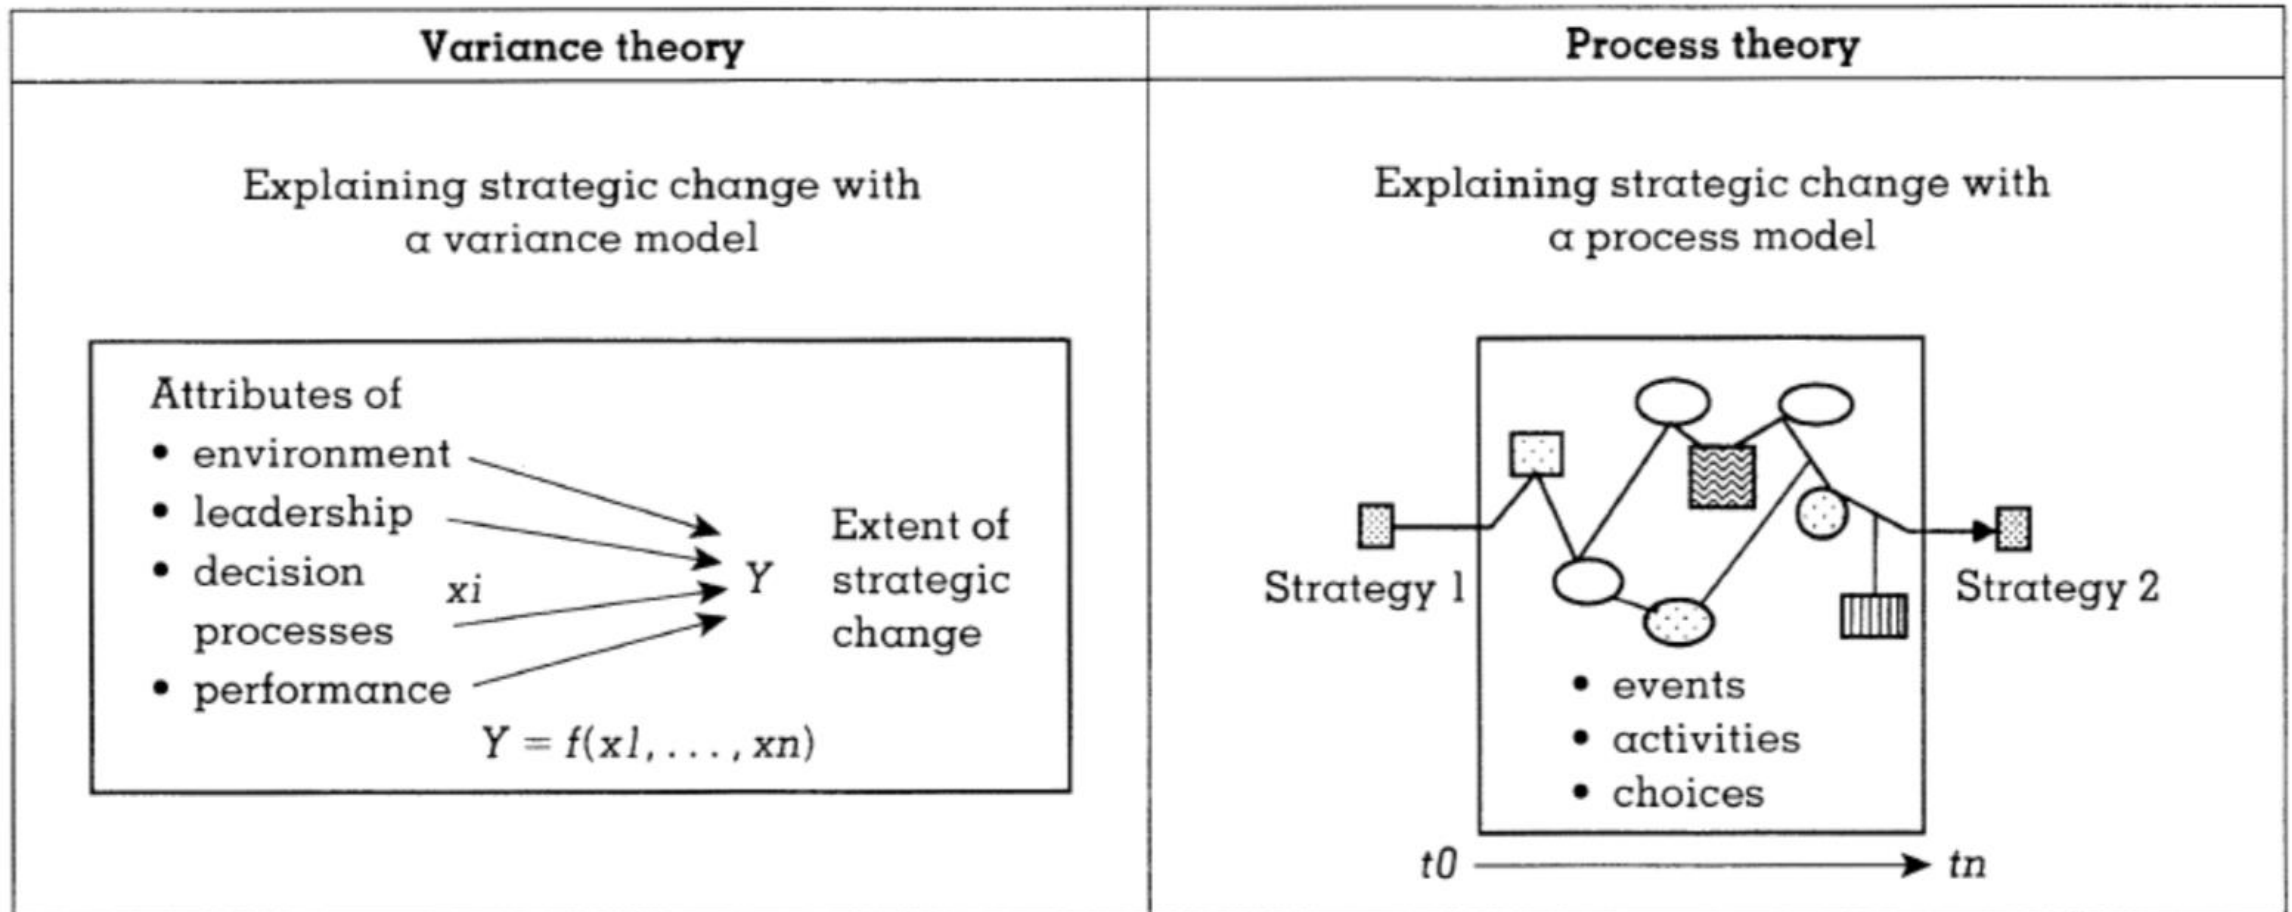 Variance theory
Explaining strategic change with
a variance model
Attributes of
• environment
• leadership
• decision
processes
• performance
xi
Y
Extent of
strategic
change
Y = f(x1, . . . , xn)
Process theory
Explaining strategic change with
a process model
Strategy 1
Strategy 2
• events
• activities
• choices
t0
tn